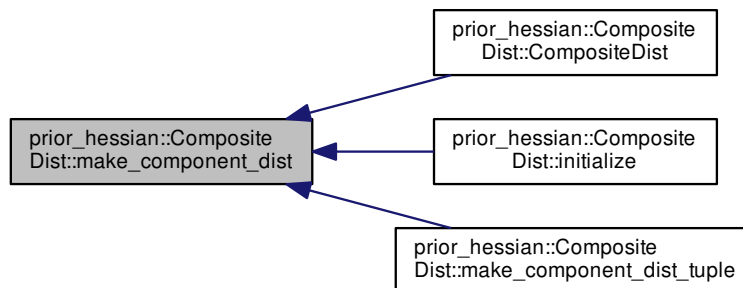 prior_hessian::Composite
Dist::CompositeDist
prior_hessian::Composite
Dist::make_component_dist
prior_hessian::Composite
Dist::initialize
prior_hessian::Composite
Dist::make_component_dist_tuple